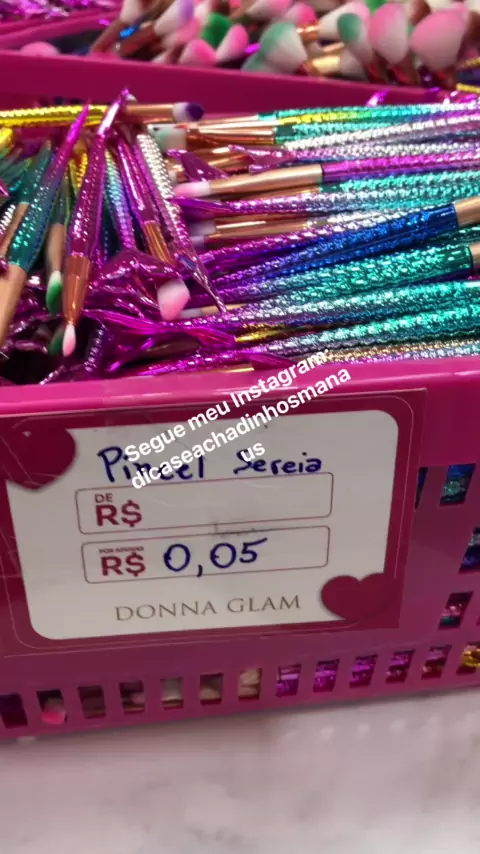 Segue meu Instagram:
dicaseachadinhosmana
us
Pincel Sereia
DE
R$
POR APENAS
R$ 0,05
DONNA GLAM